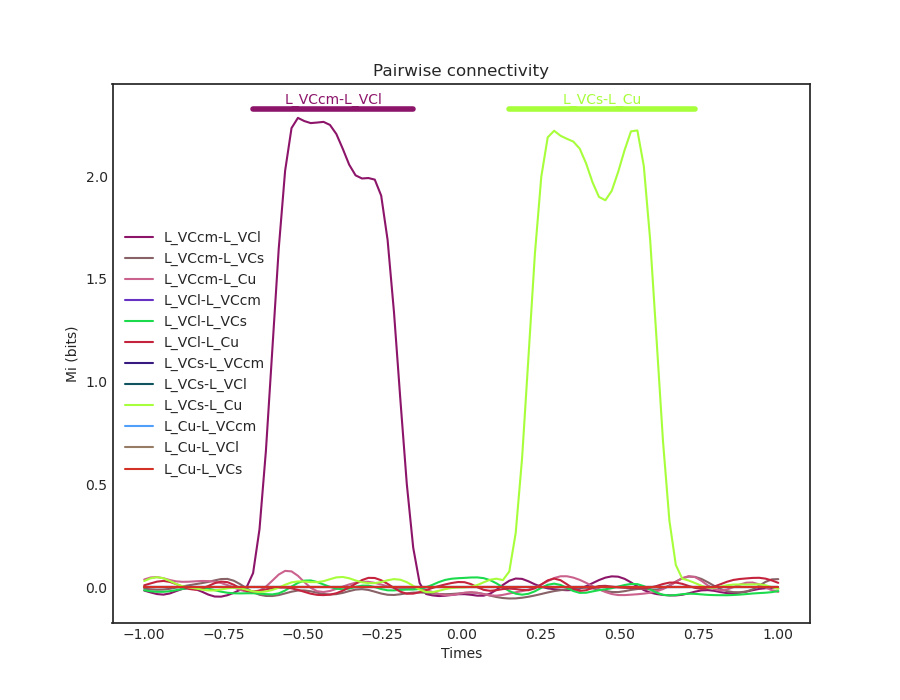 Pairwise connectivity
L_VCcm-L_VCl
L_VCs-L_Cu
2.0
1.5
1.0
0.5
0.0
Mi (bits)
L_VCcm-L_VCl
L_VCcm-L_VCs
L_VCcm-L_Cu
L_VCl-L_VCcm
L_VCl-L_VCs
L_VCl-L_Cu
L_VCs-L_VCcm
L_VCs-L_VCl
L_VCs-L_Cu
L_Cu-L_VCcm
L_Cu-L_VCl
L_Cu-L_VCs
−1.00 −0.75 −0.50 −0.25 0.00 0.25 0.50 0.75 1.00
Times